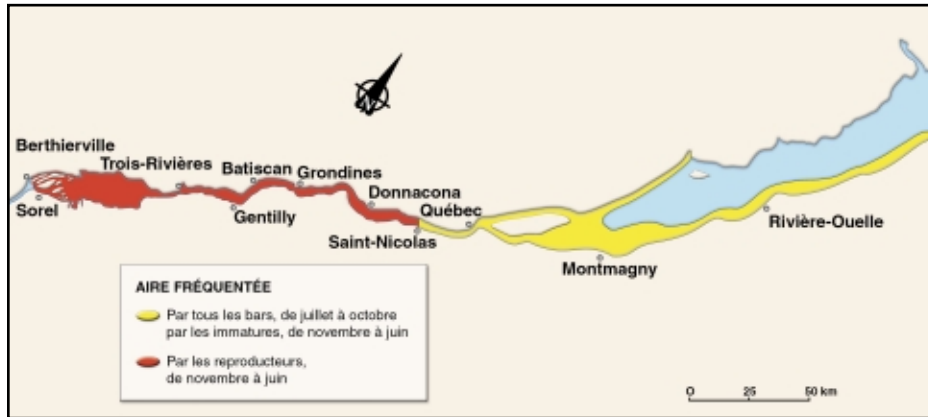 Berthierville
Trois-Rivières
Batiscan
Grondines
Donnacona
Sorel
Gentilly
Québec
Saint-Nicolas
Rivière-Ouelle
Montmagny
AIRE FRÉQUENTÉE
Par tous les bars, de juillet à octobre
par les immatures, de novembre à juin
Par les reproducteurs,
de novembre à juin
0 25 50 km
N